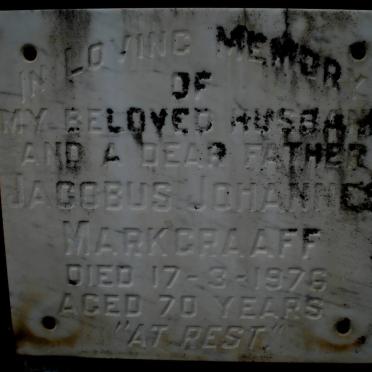 IN LOVING MEMORY
OF
MY BELOVED HUSBAND
AND A DEAR FATHER
JACOBUS JOHANNES
MARKGRAAFF
DIED 17-3-1976
AGED 70 YEARS
"AT REST."